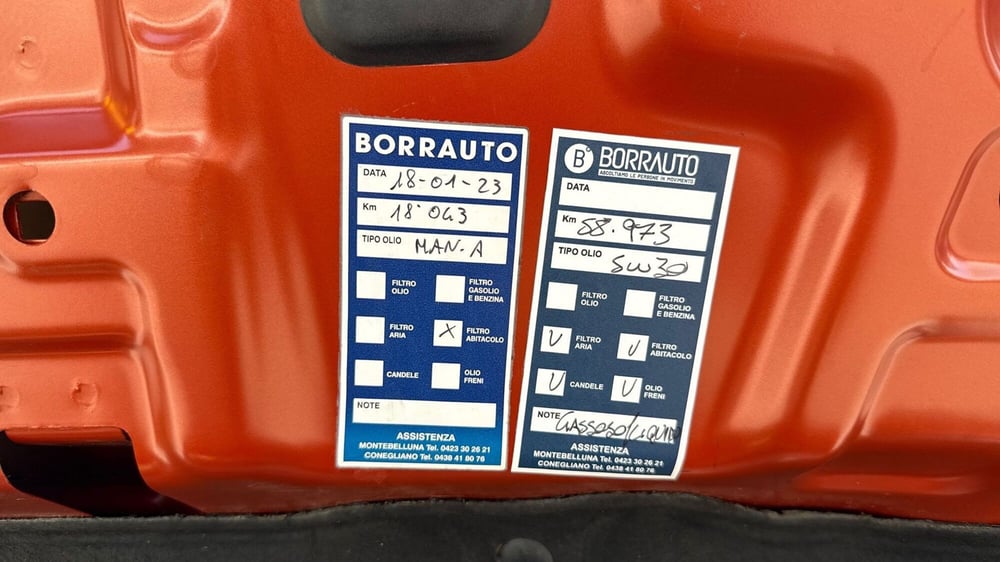 BORRAUTO
DATA 18-01-23
Km 18.043
TIPO OLIO MAN.A
FILTRO OLIO
FILTRO GASOLIO E BENZINA
FILTRO ARIA
X FILTRO ABITACOLO
CANDELE
OLIO FRENI
NOTE
ASSISTENZA
MONTEBELLUNA Tel. 0423 30 26 21
CONEGLIANO Tel. 0438 41 80 76
B BORRAUTO
ASCOLTIAMO LE PERSONE IN MOVIMENTO
DATA
Km 58.973
TIPO OLIO 5W30
FILTRO OLIO
FILTRO GASOLIO E BENZINA
V FILTRO ARIA
V FILTRO ABITACOLO
V CANDELE
V OLIO FRENI
NOTE GASSOSO/LIQUIDO
ASSISTENZA
MONTEBELLUNA Tel. 0423 30 26 21
CONEGLIANO Tel. 0438 41 80 76